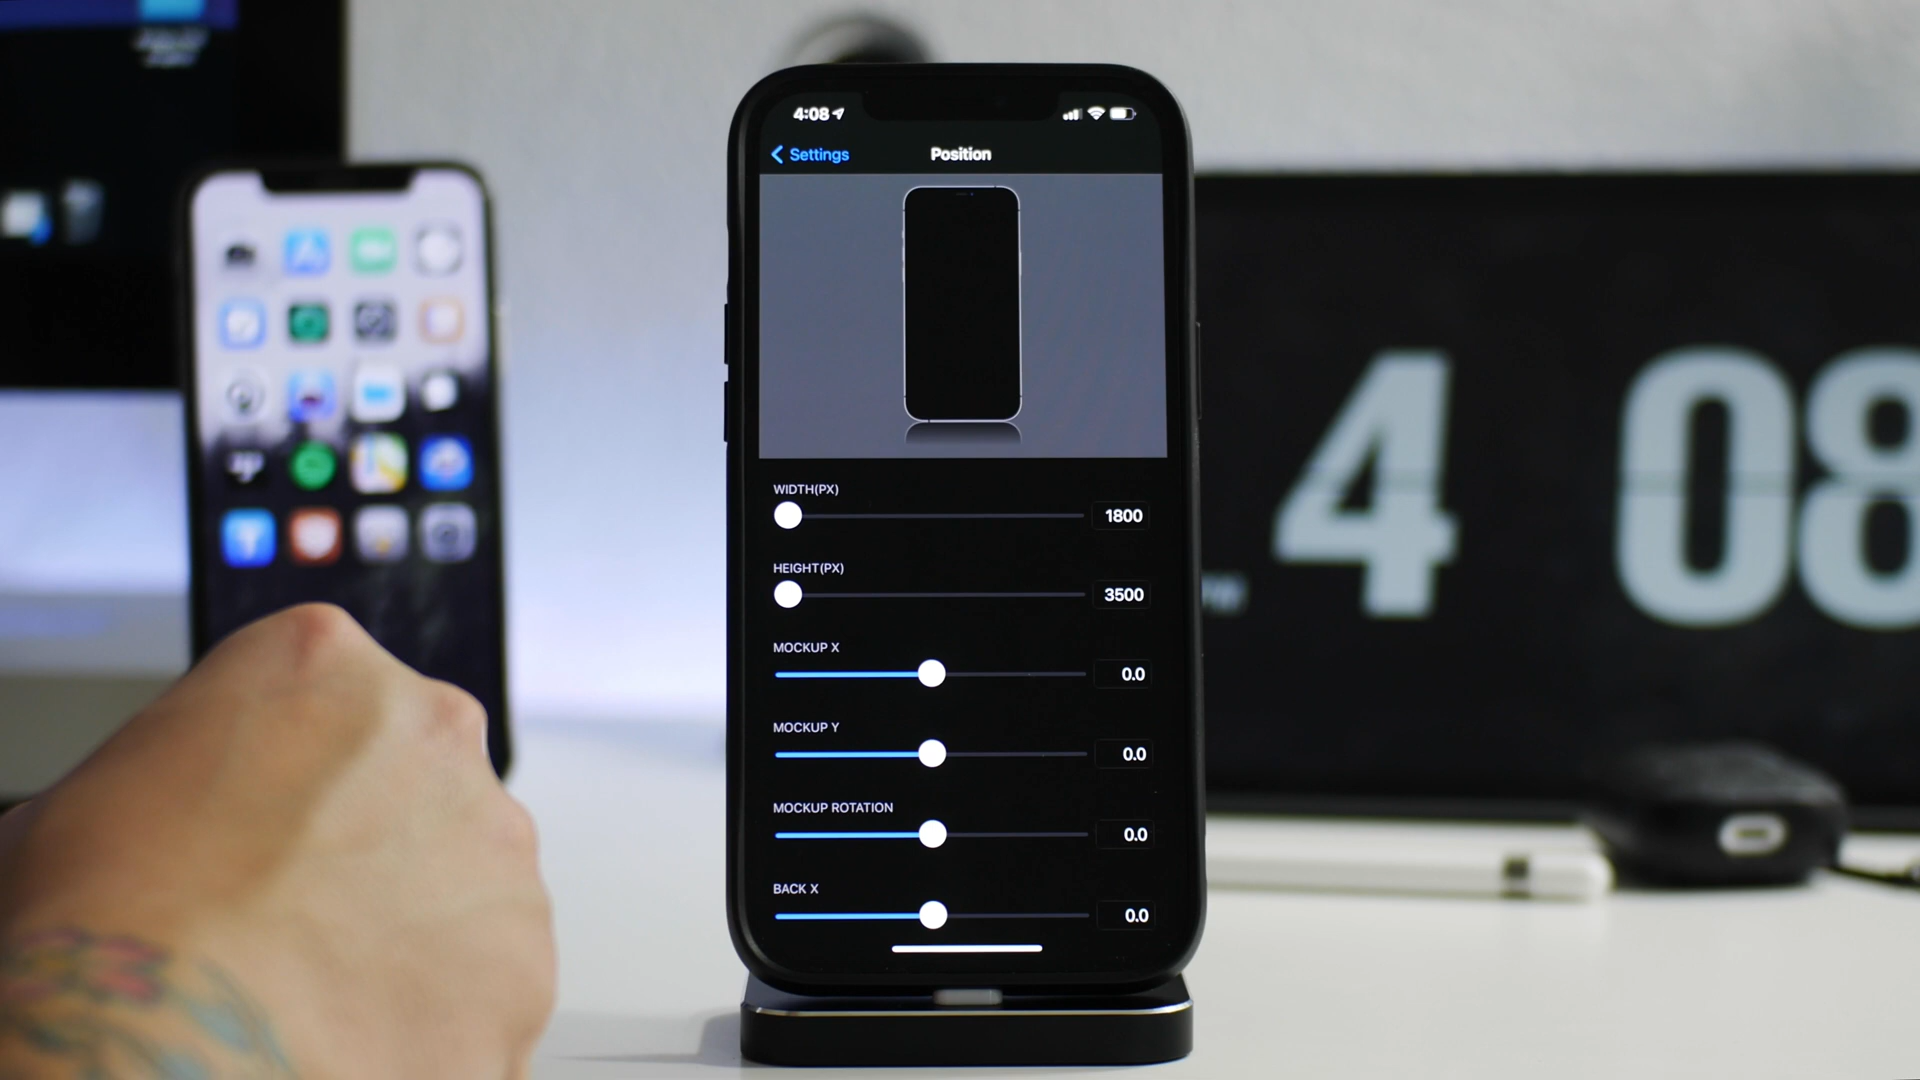 4:08
Settings
Position
WIDTH(PX)
1800
HEIGHT(PX)
3500
MOCKUP X
0.0
MOCKUP Y
0.0
MOCKUP ROTATION
0.0
BACK X
0.0
4 08